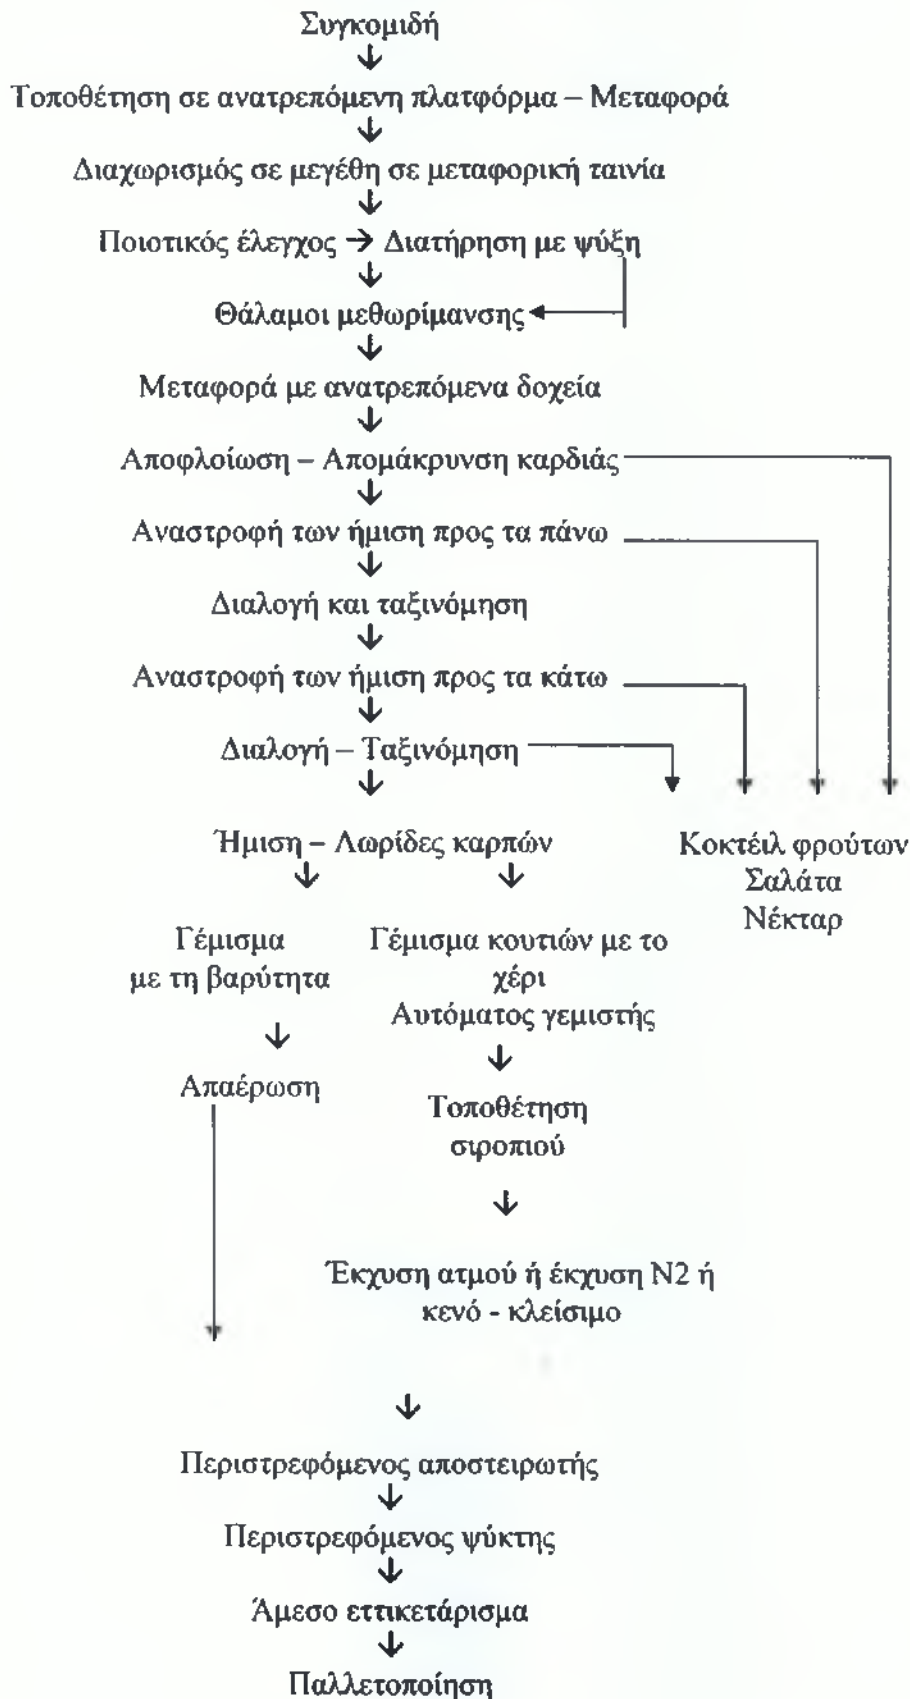 Συγκομιδή
Τοποθέτηση σε ανατρεπόμενη πλατφόρμα – Μεταφορά
Διαχωρισμός σε μεγέθη σε μεταφορική ταινία
Ποιοτικός έλεγχος → Διατήρηση με ψύξη
Θάλαμοι μεθωρίμανσης
Μεταφορά με ανατρεπόμενα δοχεία
Αποφλοίωση – Απομάκρυνση καρδιάς
Αναστροφή των ήμιση προς τα πάνω
Διαλογή και ταξινόμηση
Αναστροφή των ήμιση προς τα κάτω
Διαλογή – Ταξινόμηση
Ήμιση – Λωρίδες καρπών
Κοκτέιλ φρούτων
Σαλάτα
Νέκταρ
Γέμισμα
με τη βαρύτητα
Γέμισμα κουτιών με το
χέρι
Αυτόματος γεμιστής
Απαέρωση
Τοποθέτηση
σιροπιού
Έκχυση ατμού ή έκχυση Ν2 ή
κενό - κλείσιμο
Περιστρεφόμενος αποστειρωτής
Περιστρεφόμενος ψύκτης
Άμεσο εττικετάρισμα
Παλλετοποίηση